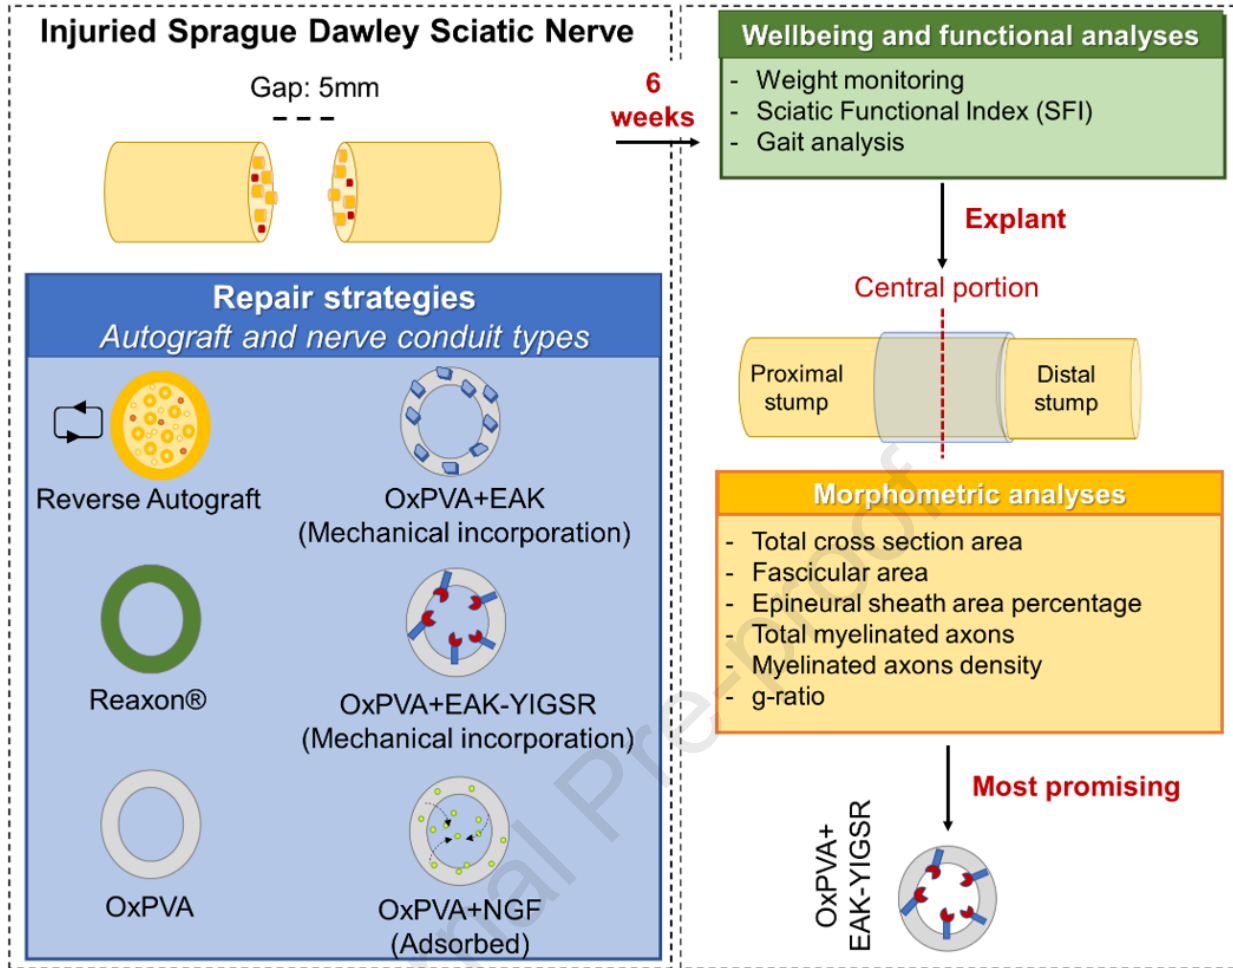 Injuried Sprague Dawley Sciatic Nerve
Gap: 5mm
6
weeks
Repair strategies
Autograft and nerve conduit types
Reverse Autograft
OxPVA+EAK
(Mechanical incorporation)
Reaxon®
OxPVA+EAK-YIGSR
(Mechanical incorporation)
OxPVA
OxPVA+NGF
(Adsorbed)
Wellbeing and functional analyses
- Weight monitoring
- Sciatic Functional Index (SFI)
- Gait analysis
Explant
Central portion
Proximal
stump
Distal
stump
Morphometric analyses
- Total cross section area
- Fascicular area
- Epineural sheath area percentage
- Total myelinated axons
- Myelinated axons density
- g-ratio
Most promising
OxPVA+
EAK-YIGSR
nal Pre-proof